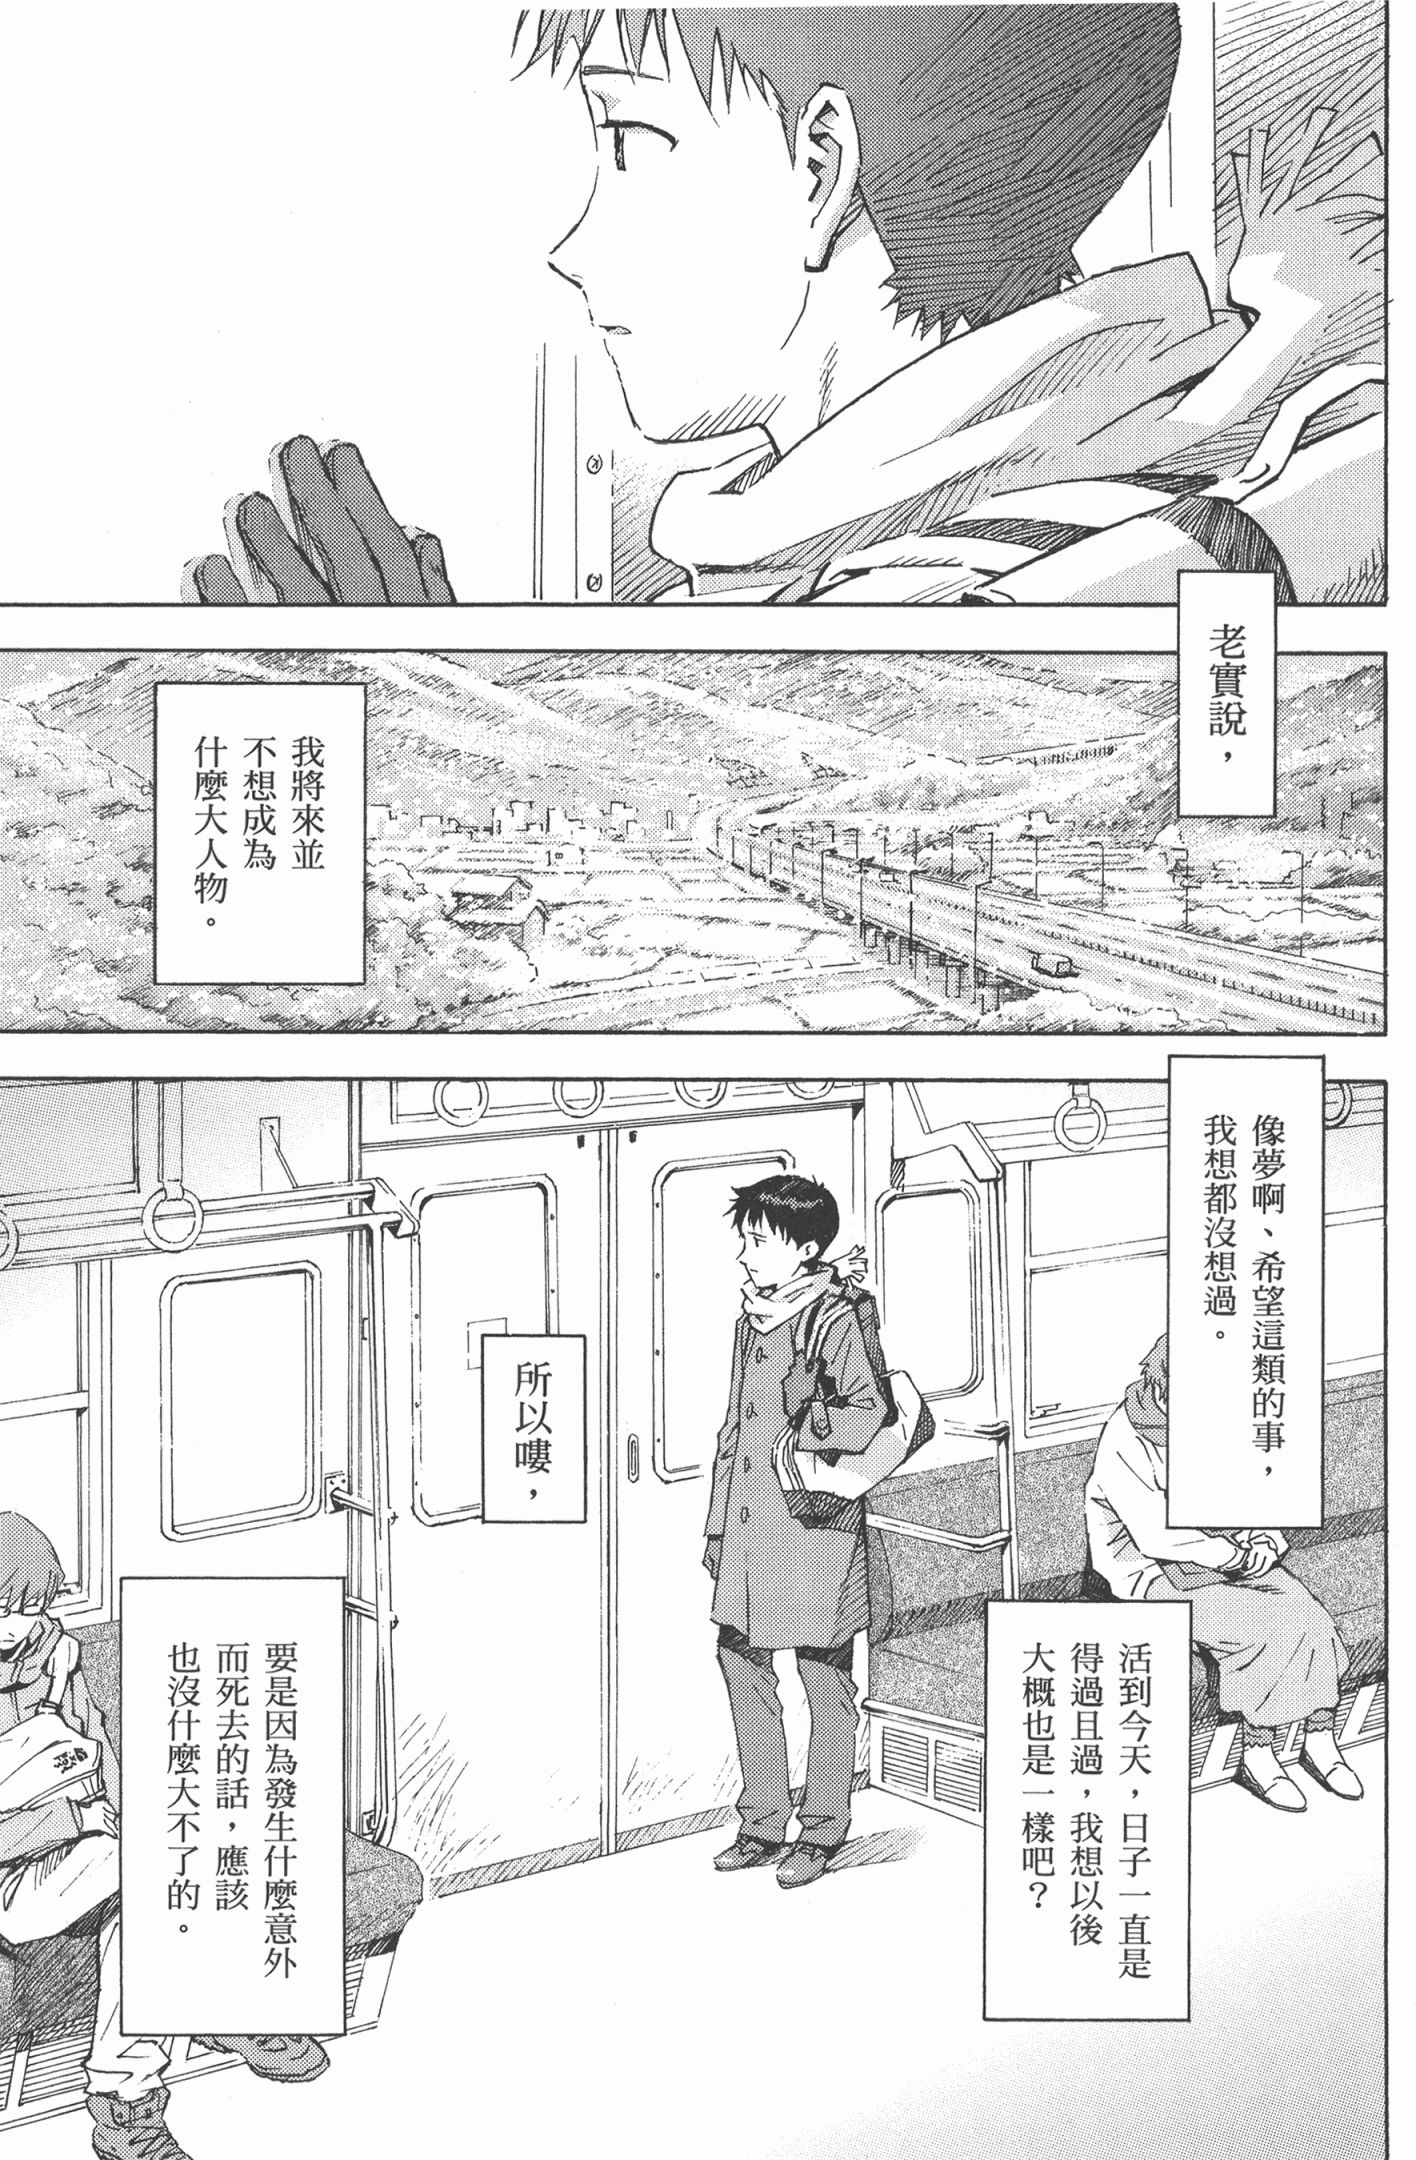 老實說，
我將來並
不想成為
什麼大人物。
像夢啊、希望這類的事，
我想都沒想過。
活到今天，日子一直是
得過且過，我想以後
大概也是一樣吧？
所以嘍，
要是因為發生什麼意外
而死去的話，應該
也沒什麼大不了的。